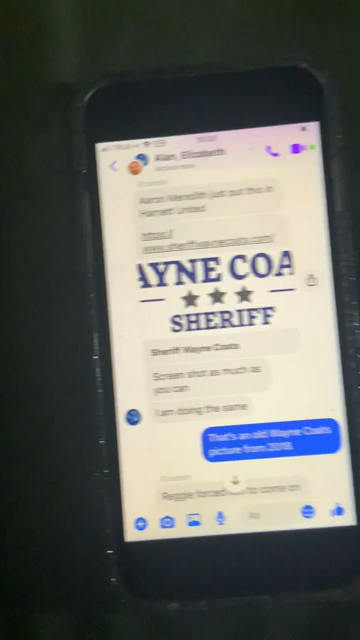 Alan, Elizabeth
Aaron Meredith just put this in
Harnett United
https://
www.sheriffwaynecoats.com/
AYNE COA
SHERIFF
Sheriff Wayne Coats
Screen shot as much as
you can
I am doing the same
That's an old Wayne Coats
picture from 2018
Reggie forced to come on
Aa